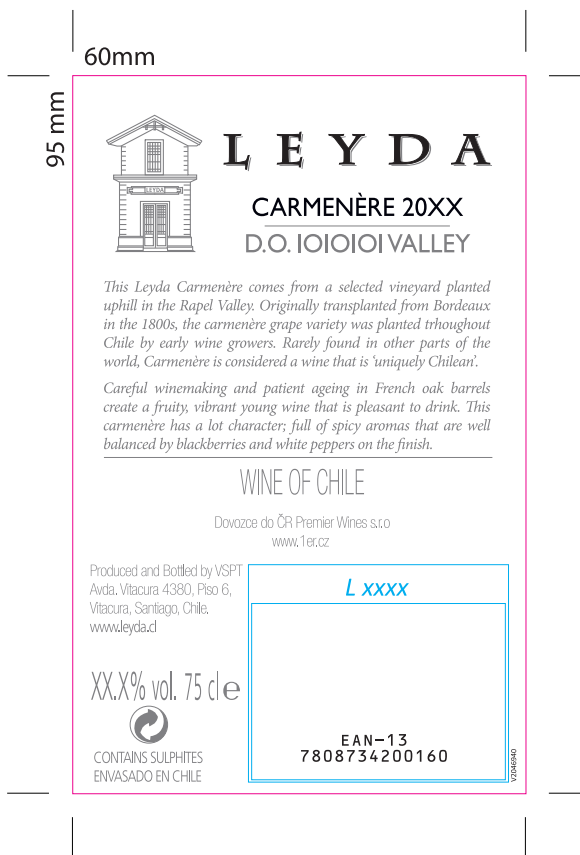 60mm
95 mm
LEYDA
LEYDA
CARMENÈRE 20XX
D.O. IOIOIOI VALLEY
This Leyda Carmenère comes from a selected vineyard planted
uphill in the Rapel Valley. Originally transplanted from Bordeaux
in the 1800s, the carmenère grape variety was planted trhoughout
Chile by early wine growers. Rarely found in other parts of the
world, Carmenère is considered a wine that is ‘uniquely Chilean’.
Careful winemaking and patient ageing in French oak barrels
create a fruity, vibrant young wine that is pleasant to drink. This
carmenère has a lot character; full of spicy aromas that are well
balanced by blackberries and white peppers on the finish.
WINE OF CHILE
Dovozce do ČR Premier Wines s.r.o
www.1er.cz
Produced and Bottled by VSPT
Avda. Vitacura 4380, Piso 6,
Vitacura, Santiago, Chile.
www.leyda.cl
XX.X% vol. 75 cl e
CONTAINS SULPHITES
ENVASADO EN CHILE
L xxxx
EAN-13
7808734200160
V2046940